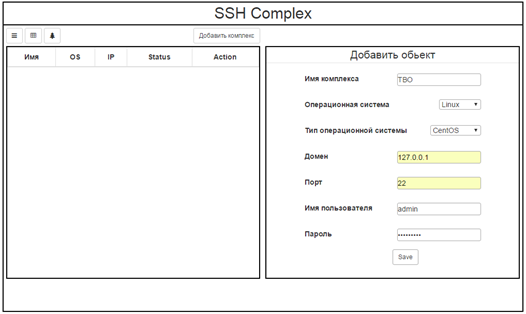 SSH Complex
Добавить комплекс
Имя OS IP Status Action
Добавить обьект
Имя комплекса TBO
Операционная система Linux
Тип операционной системы CentOS
Домен 127.0.0.1
Порт 22
Имя пользователя admin
Пароль •••••••••
Save